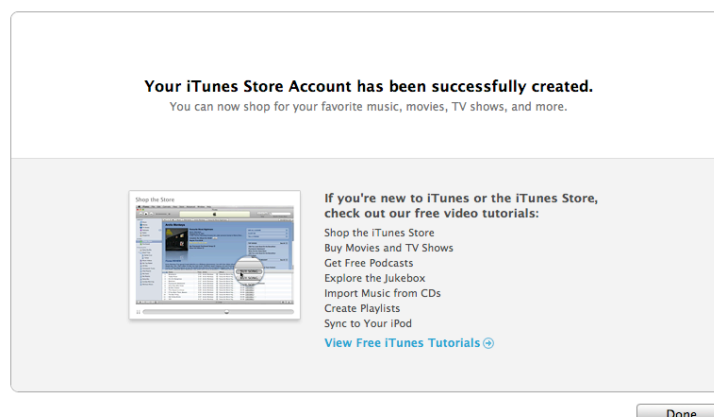 Your iTunes Store Account has been successfully created.
You can now shop for your favorite music, movies, TV shows, and more.
Shop the Store
If you're new to iTunes or the iTunes Store,
check out our free video tutorials:
Shop the iTunes Store
Buy Movies and TV Shows
Get Free Podcasts
Explore the Jukebox
Import Music from CDs
Create Playlists
Sync to Your iPod
View Free iTunes Tutorials
Done